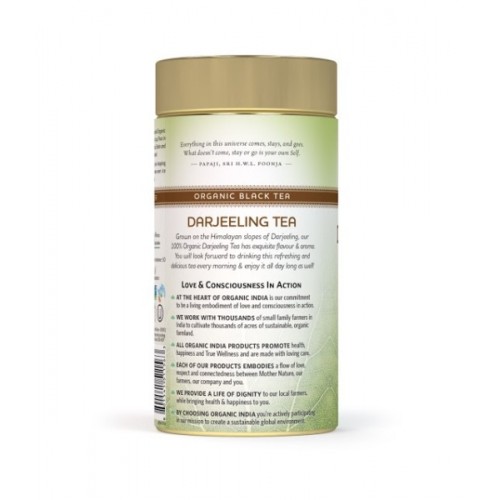 Everything in this universe comes, stays, and goes.
What doesn't come, stay or go is your own Self.
— PAPAJI, SRI H.W.L. POONJA —
ORGANIC BLACK TEA
DARJEELING TEA
Grown on the Himalayan slopes of Darjeeling, our
100% Organic Darjeeling Tea has exquisite flavour & aroma.
You will look forward to drinking this refreshing and
delicious tea every morning & enjoy it all day long as well!
LOVE & CONSCIOUSNESS IN ACTION
AT THE HEART OF ORGANIC INDIA is our commitment
to be a living embodiment of love and consciousness in action.
WE WORK WITH THOUSANDS of small family farmers in
India to cultivate thousands of acres of sustainable, organic
farmland.
ALL ORGANIC INDIA PRODUCTS PROMOTE health,
happiness and True Wellness and are made with loving care.
EACH OF OUR PRODUCTS EMBODIES a flow of love,
respect and connectedness between Mother Nature, our
farmers, our company and you.
WE PROVIDE A LIFE OF DIGNITY to our local farmers,
while bringing health & happiness to you.
BY CHOOSING ORGANIC INDIA you're actively participating
in our mission to create a sustainable global environment.